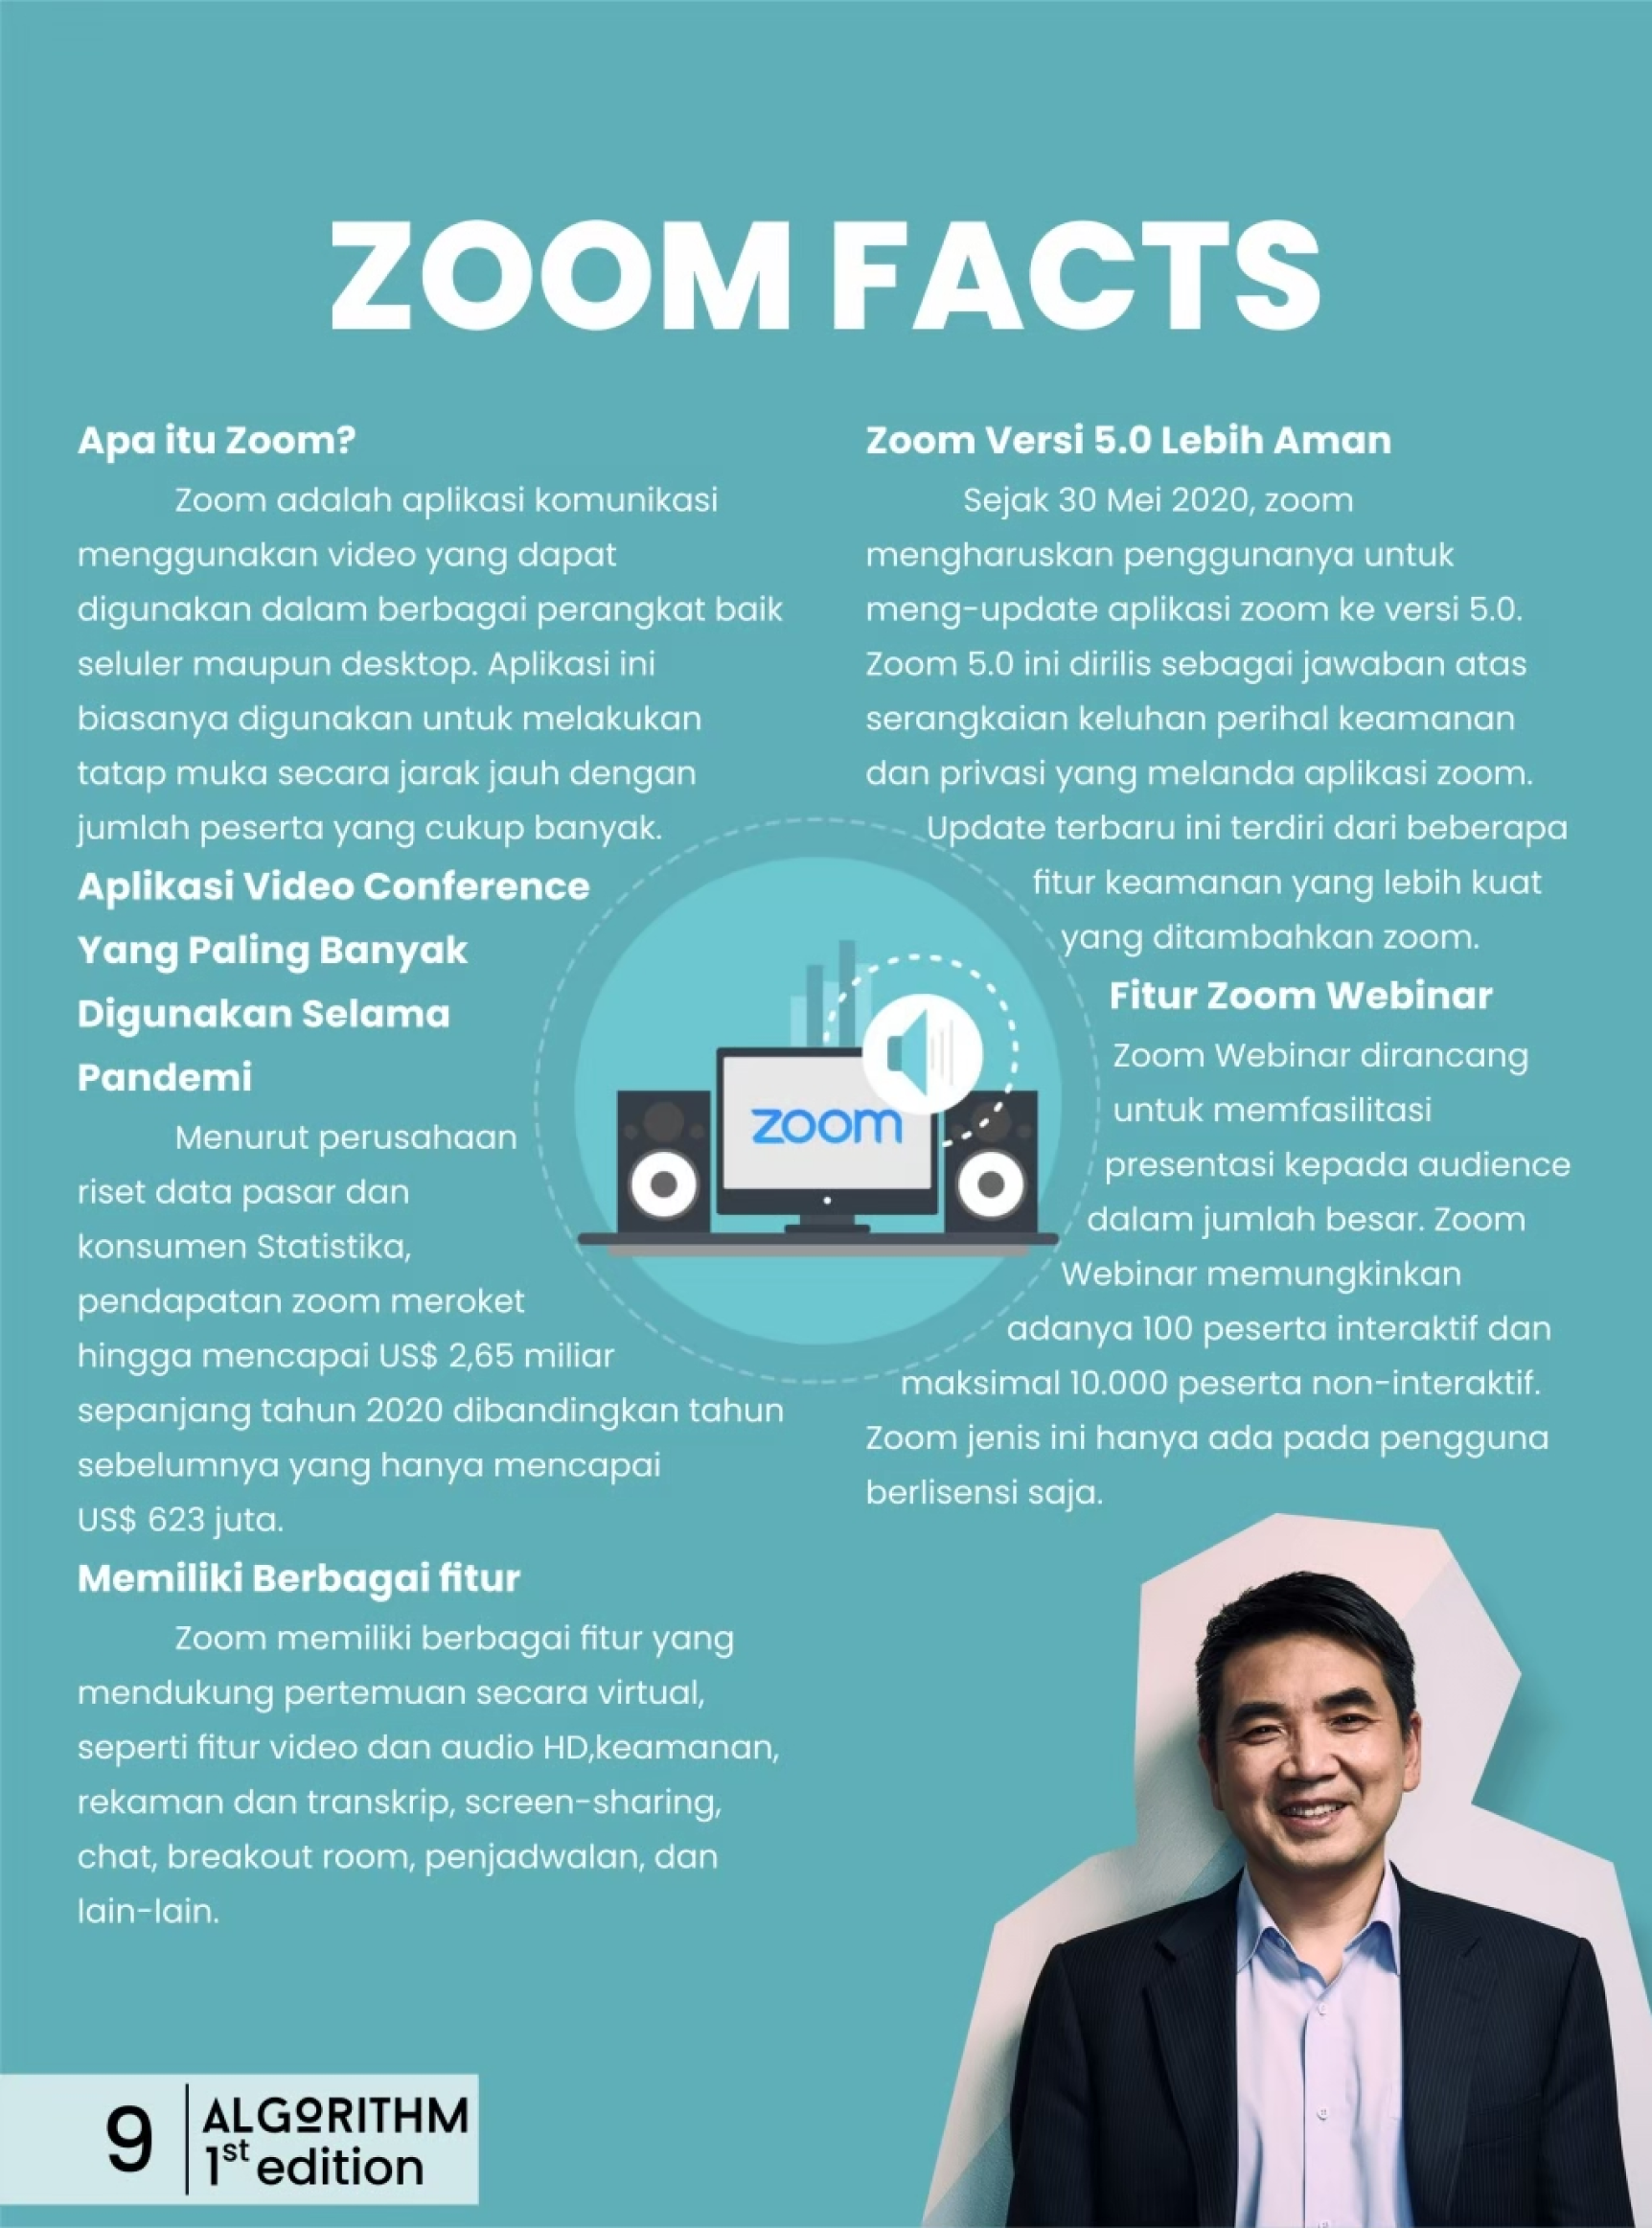 ZOOM FACTS
Apa itu Zoom?
Zoom adalah aplikasi komunikasi
menggunakan video yang dapat
digunakan dalam berbagai perangkat baik
seluler maupun desktop. Aplikasi ini
biasanya digunakan untuk melakukan
tatap muka secara jarak jauh dengan
jumlah peserta yang cukup banyak.
Aplikasi Video Conference
Yang Paling Banyak
Digunakan Selama
Pandemi
Menurut perusahaan
riset data pasar dan
konsumen Statistika,
pendapatan zoom meroket
hingga mencapai US$ 2,65 miliar
sepanjang tahun 2020 dibandingkan tahun
sebelumnya yang hanya mencapai
US$ 623 juta.
Memiliki Berbagai fitur
Zoom memiliki berbagai fitur yang
mendukung pertemuan secara virtual,
seperti fitur video dan audio HD,keamanan,
rekaman dan transkrip, screen-sharing,
chat, breakout room, penjadwalan, dan
lain-lain.
zoom
Zoom Versi 5.0 Lebih Aman
Sejak 30 Mei 2020, zoom
mengharuskan penggunanya untuk
meng-update aplikasi zoom ke versi 5.0.
Zoom 5.0 ini dirilis sebagai jawaban atas
serangkaian keluhan perihal keamanan
dan privasi yang melanda aplikasi zoom.
Update terbaru ini terdiri dari beberapa
fitur keamanan yang lebih kuat
yang ditambahkan zoom.
Fitur Zoom Webinar
Zoom Webinar dirancang
untuk memfasilitasi
presentasi kepada audience
dalam jumlah besar. Zoom
Webinar memungkinkan
adanya 100 peserta interaktif dan
maksimal 10.000 peserta non-interaktif.
Zoom jenis ini hanya ada pada pengguna
berlisensi saja.
9
ALGORITHM
1st edition